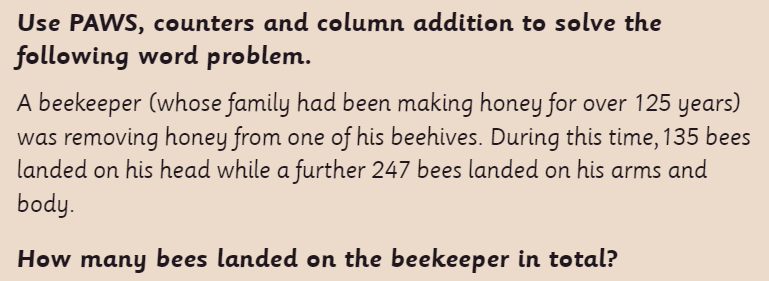 Use PAWS, counters and column addition to solve the
following word problem.
A beekeeper (whose family had been making honey for over 125 years)
was removing honey from one of his beehives. During this time, 135 bees
landed on his head while a further 247 bees landed on his arms and
body.
How many bees landed on the beekeeper in total?